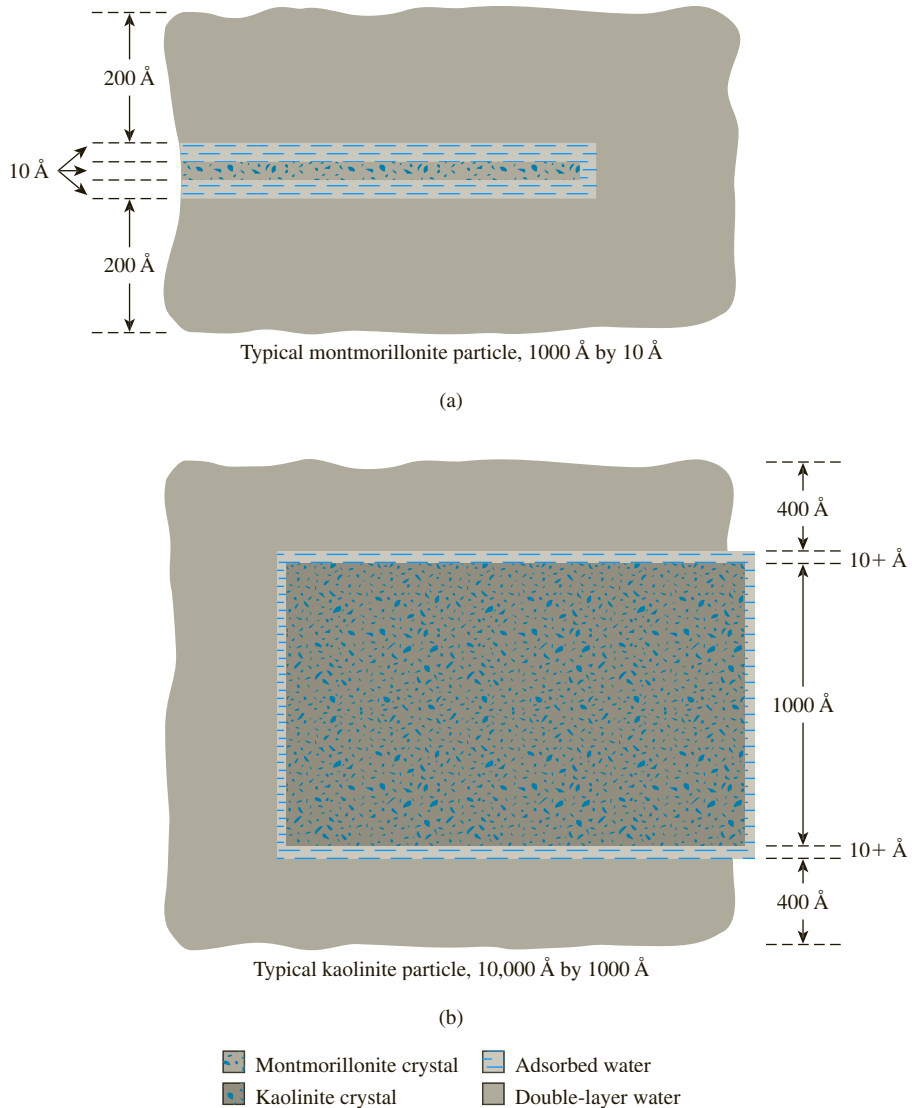 200 Å
10 Å
200 Å
Typical montmorillonite particle, 1000 Å by 10 Å
(a)
400 Å
10+ Å
1000 Å
10+ Å
400 Å
Typical kaolinite particle, 10,000 Å by 1000 Å
(b)
Montmorillonite crystal
Adsorbed water
Kaolinite crystal
Double-layer water